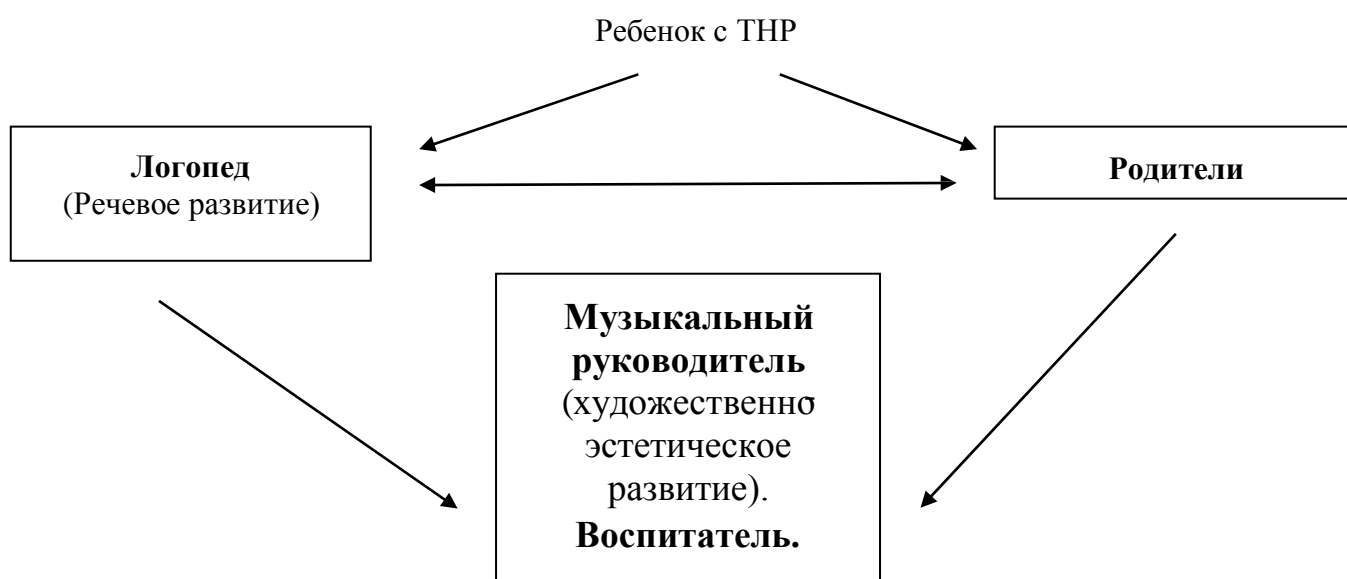 Ребенок с ТНР
Логопед
(Речевое развитие)
Родители
Музыкальный
руководитель
(художественно-
эстетическое
развитие).
Воспитатель.